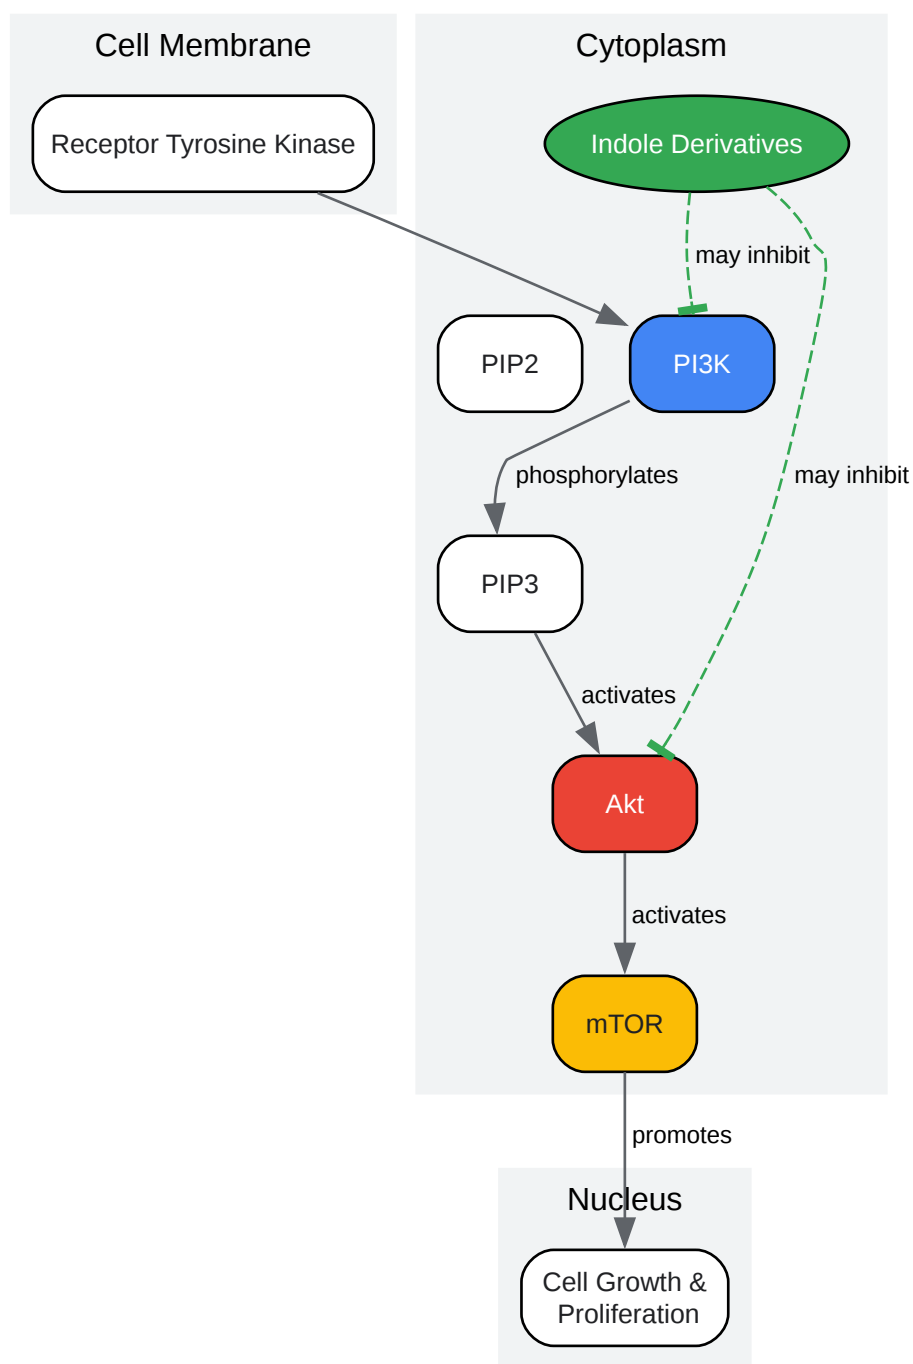 Cell Membrane
Cytoplasm
Receptor Tyrosine Kinase
Indole Derivatives
may inhibit
PIP2
PI3K
phosphorylates
may inhibit
PIP3
activates
Akt
activates
mTOR
promotes
Nucleus
Cell Growth &
Proliferation